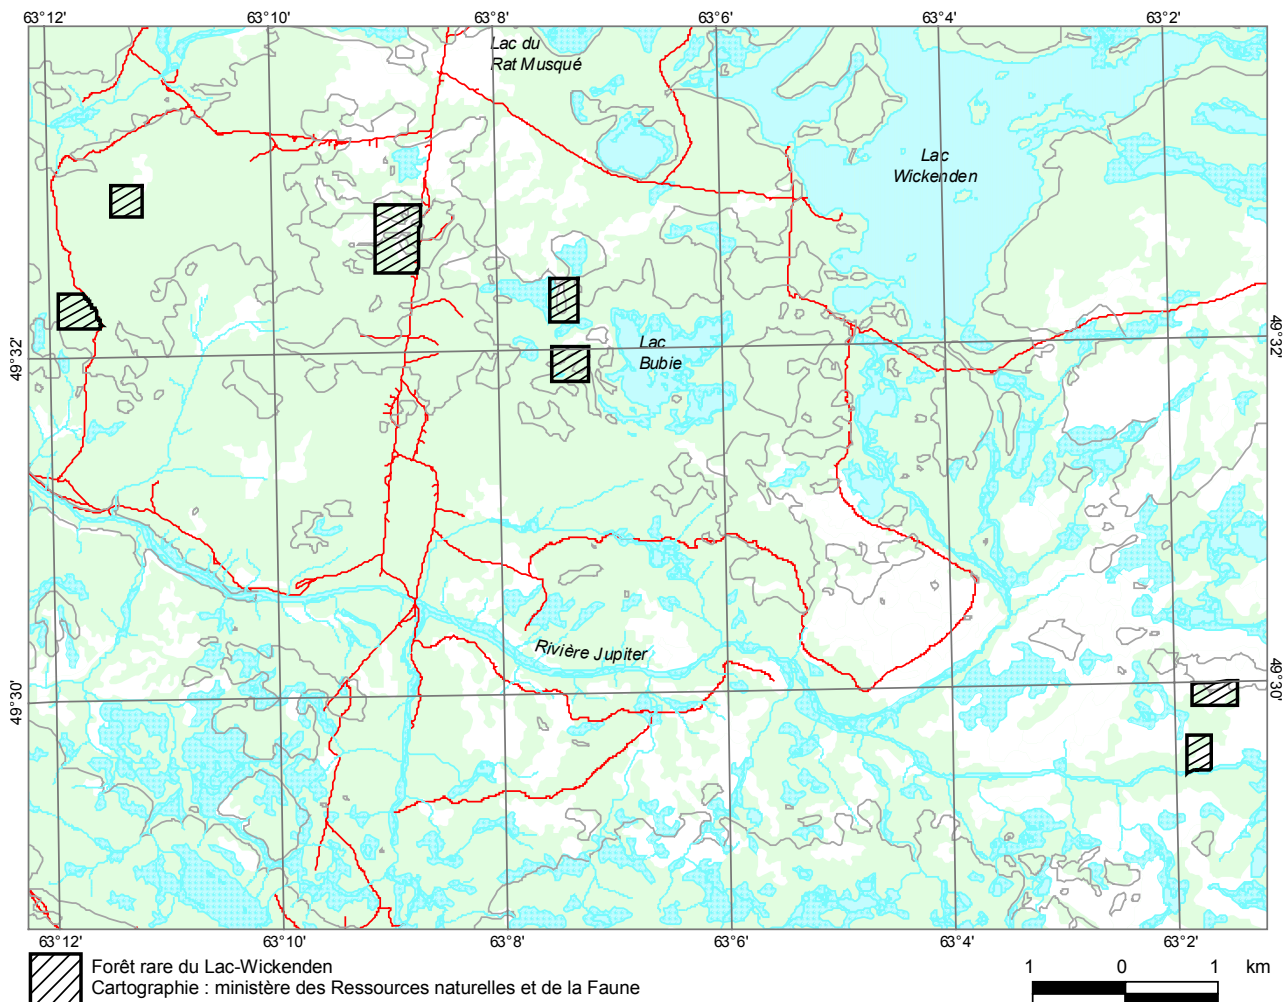 63°12' 63°10' 63°8' 63°6' 63°4' 63°2'
Lac du
Rat Musqué
Lac
Wickenden
49°32'
Lac
Bubie
49°32'
Rivière Jupiter
49°30'
49°30'
63°12' 63°10' 63°8' 63°6' 63°4' 63°2'
Forêt rare du Lac-Wickenden
Cartographie : ministère des Ressources naturelles et de la Faune
1 0 1 km